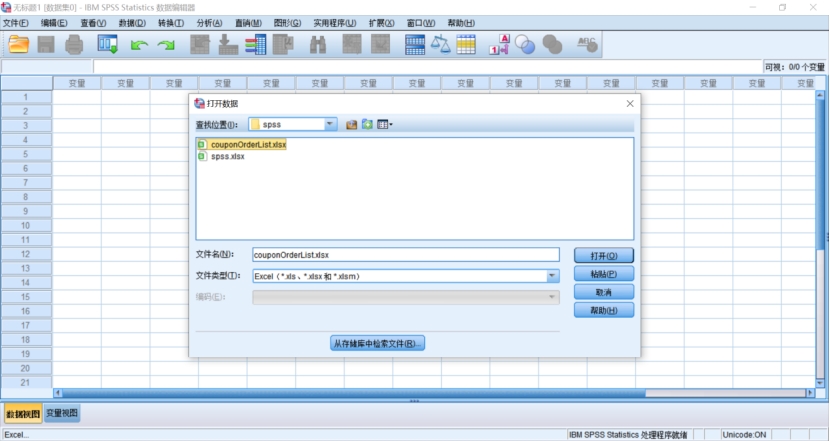 无标题1 [数据集0] - IBM SPSS Statistics 数据编辑器
文件(F) 编辑(E) 查看(V) 数据(D) 转换(T) 分析(A) 直销(M) 图形(G) 实用程序(U) 扩展(X) 窗口(W) 帮助(H)
可视: 0/0 个变量
变量 变量 变量 变量 变量 变量 变量 变量 变量 变量 变量 变量 变量 变量 变量 变量
1
2
3
4
5
6
7
8
9
10
11
12
13
14
15
16
17
18
19
20
21
打开数据
查找位置(I): spss
couponOrderList.xlsx
spss.xlsx
文件名(N): couponOrderList.xlsx 打开(O)
文件类型(T): Excel (*.xls、*.xlsx 和 *.xlsm) 粘贴(P)
编码(E): 取消
帮助(H)
从存储库中检索文件(R)...
数据视图 变量视图
Excel... IBM SPSS Statistics 处理程序就绪 Unicode:ON